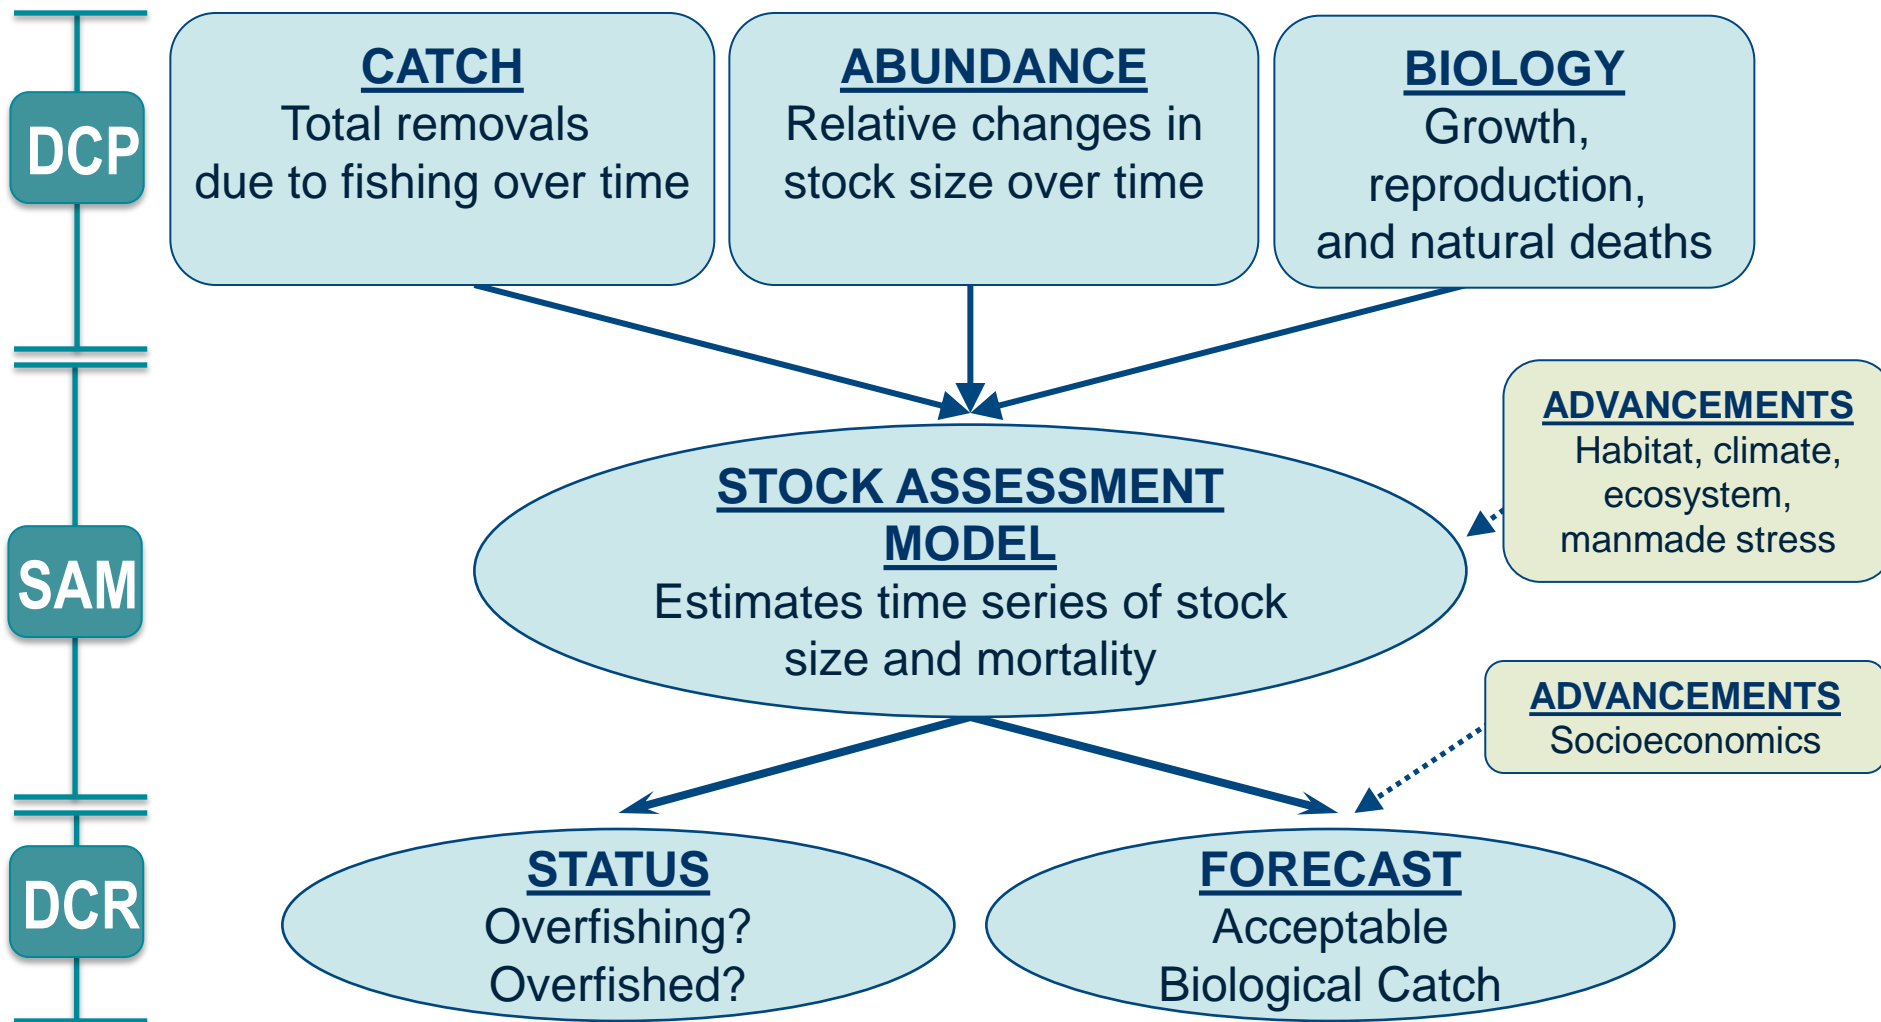 DCP
CATCH
Total removals
due to fishing over time
ABUNDANCE
Relative changes in
stock size over time
BIOLOGY
Growth,
reproduction,
and natural deaths
SAM
STOCK ASSESSMENT
MODEL
Estimates time series of stock
size and mortality
ADVANCEMENTS
Habitat, climate,
ecosystem,
manmade stress
ADVANCEMENTS
Socioeconomics
DCR
STATUS
Overfishing?
Overfished?
FORECAST
Acceptable
Biological Catch